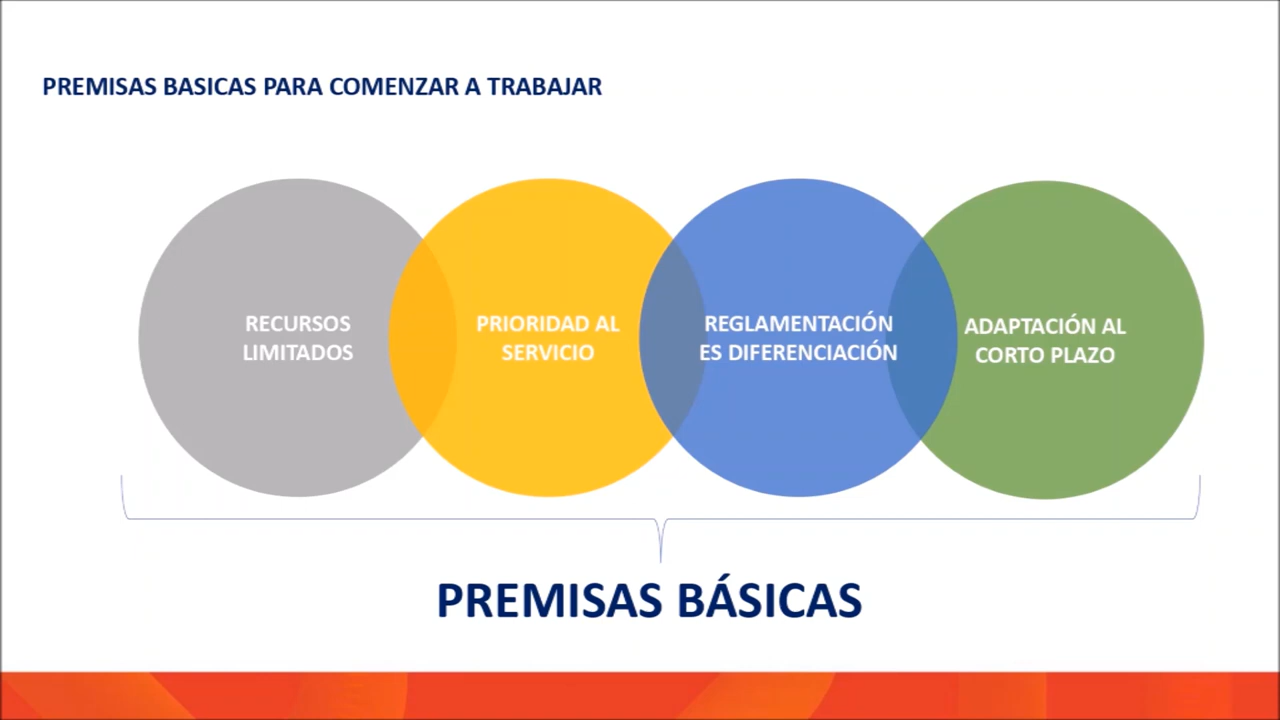 PREMISAS BASICAS PARA COMENZAR A TRABAJAR
RECURSOS
LIMITADOS
PRIORIDAD AL
SERVICIO
REGLAMENTACIÓN
ES DIFERENCIACIÓN
ADAPTACIÓN AL
CORTO PLAZO
PREMISAS BÁSICAS